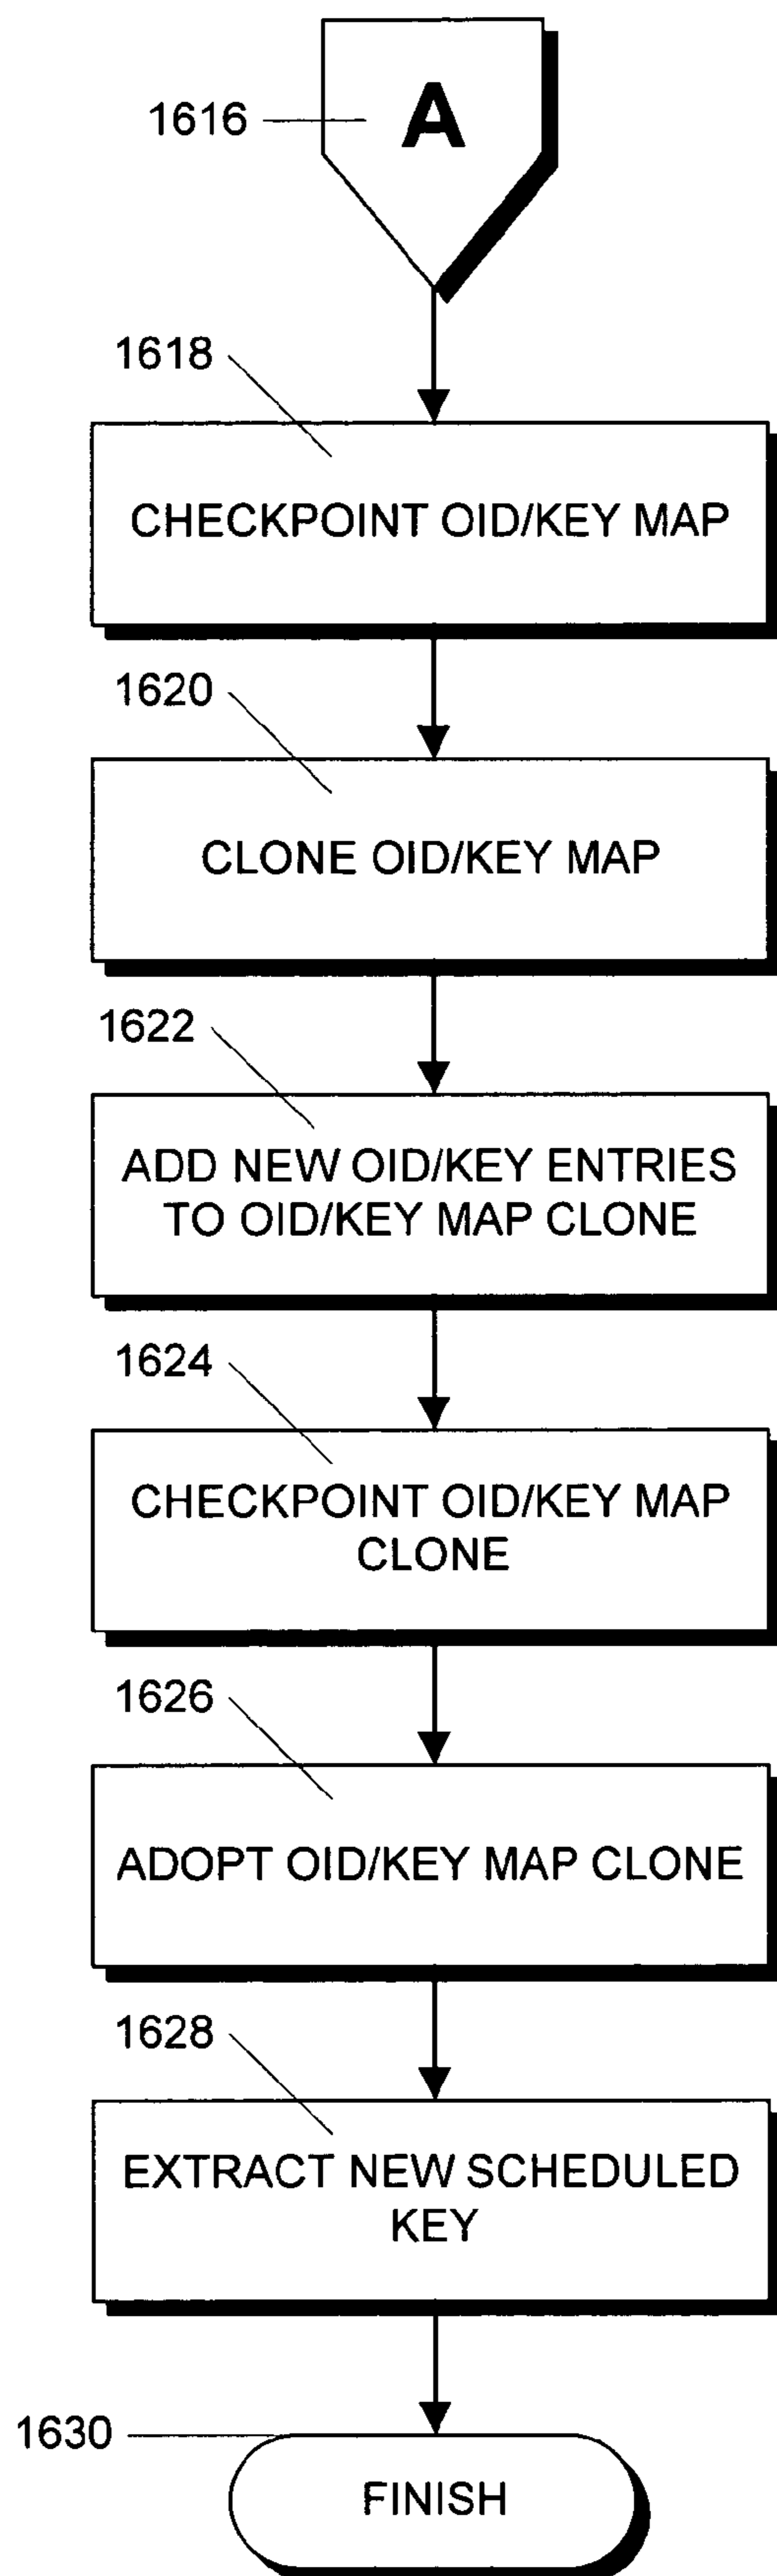 1616
A
1618
CHECKPOINT OID/KEY MAP
1620
CLONE OID/KEY MAP
1622
ADD NEW OID/KEY ENTRIES
TO OID/KEY MAP CLONE
1624
CHECKPOINT OID/KEY MAP
CLONE
1626
ADOPT OID/KEY MAP CLONE
1628
EXTRACT NEW SCHEDULED
KEY
1630
FINISH